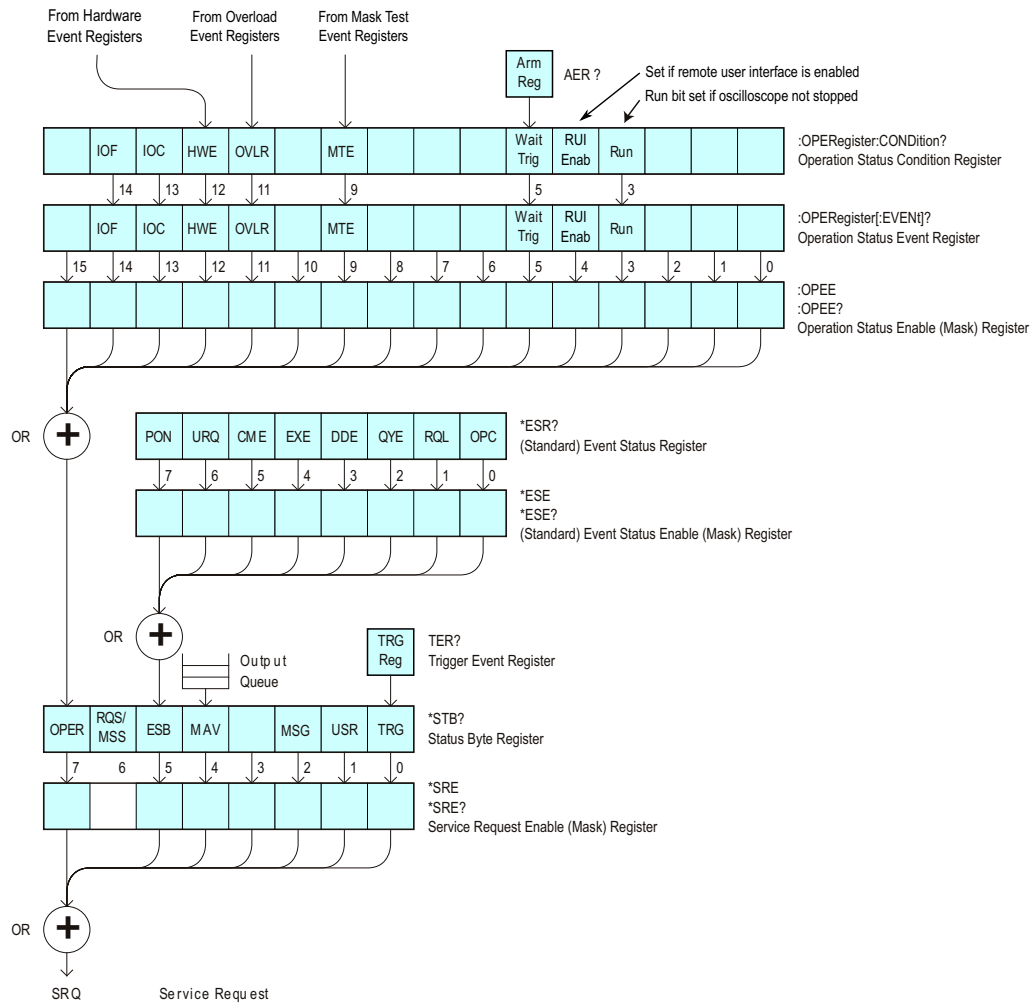 From Hardware
Event Registers
From Overload
Event Registers
From Mask Test
Event Registers
Arm
Reg
AER ?
Set if remote user interface is enabled
Run bit set if oscilloscope not stopped
IOF
IOC
HWE
OVLR
MTE
Wait
Trig
RUI
Enab
Run
:OPERegister:CONDition?
Operation Status Condition Register
14 13 12 11 9 5 3
IOF
IOC
HWE
OVLR
MTE
Wait
Trig
RUI
Enab
Run
:OPERegister[:EVENt]?
Operation Status Event Register
15 14 13 12 11 10 9 8 7 6 5 4 3 2 1 0
:OPEE
:OPEE?
Operation Status Enable (Mask) Register
OR
+
PON URQ CME EXE DDE QYE RQL OPC
*ESR?
(Standard) Event Status Register
7 6 5 4 3 2 1 0
*ESE
*ESE?
(Standard) Event Status Enable (Mask) Register
OR
+
Output
Queue
TRG
Reg
TER?
Trigger Event Register
OPER
RQS/
MSS
ESB
MAV
MSG
USR
TRG
*STB?
Status Byte Register
7 6 5 4 3 2 1 0
*SRE
*SRE?
Service Request Enable (Mask) Register
OR
+
SRQ
Service Request